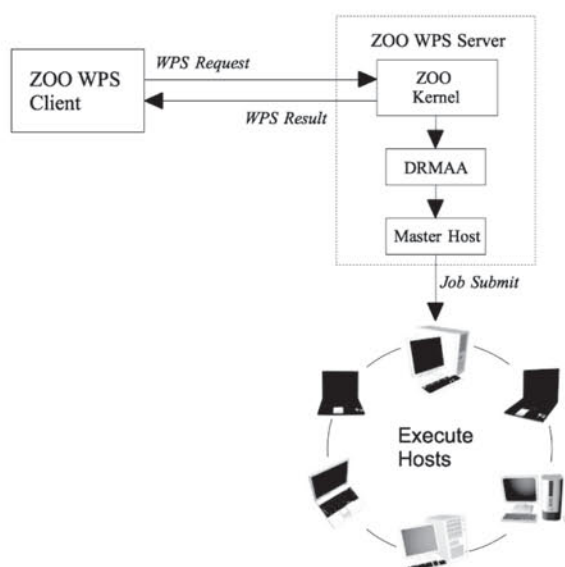 ZOO WPS Server
ZOO WPS
Client
WPS Request
WPS Result
ZOO
Kernel
DRMAA
Master Host
Job Submit
Execute
Hosts